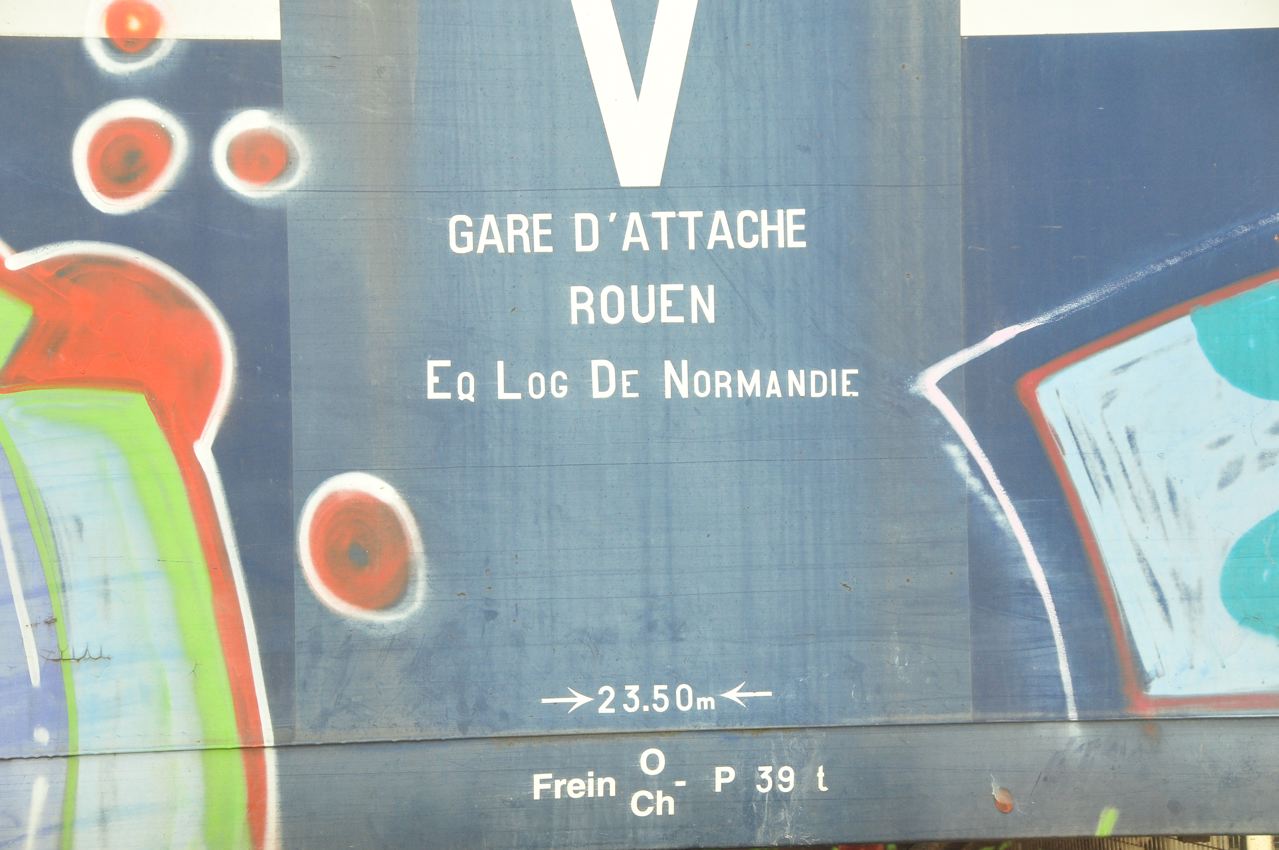 V
GARE D'ATTACHE
ROUEN
EQ LOG DE NORMANDIE
→23.50m←
Frein O/Ch - P 39 t